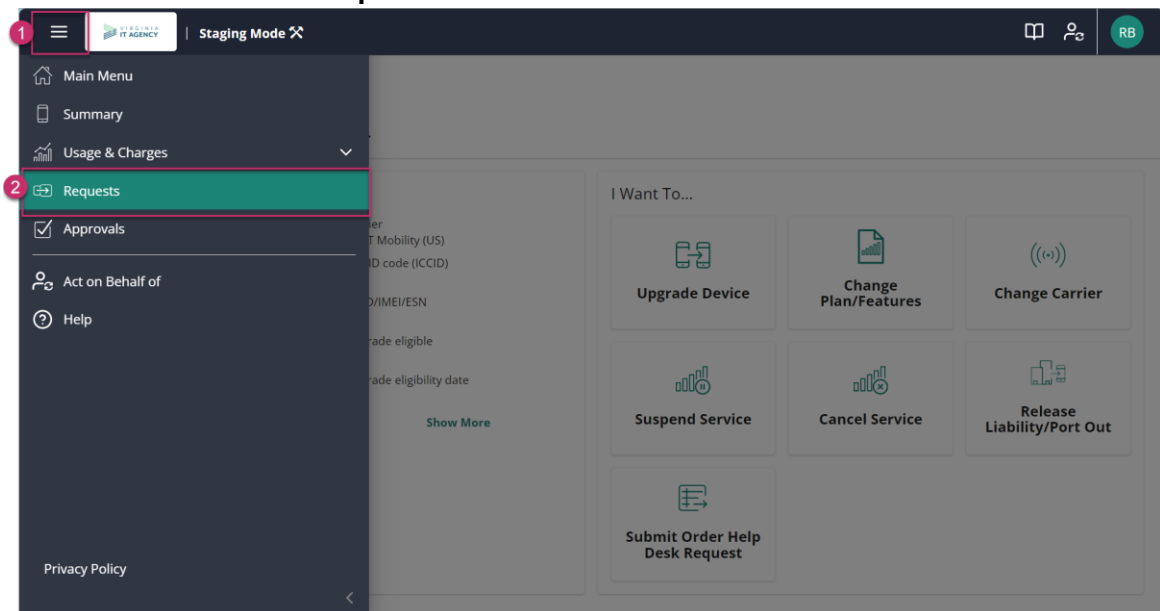 1
VIRGINIA
IT AGENCY
| Staging Mode
RB
Main Menu
Summary
Usage & Charges
2
Requests
Approvals
Act on Behalf of
Help
Privacy Policy
ier
T Mobility (US)
ID code (ICCID)
D/IMEI/ESN
rade eligible
rade eligibility date
Show More
I Want To...
Upgrade Device
Change
Plan/Features
Change Carrier
Suspend Service
Cancel Service
Release
Liability/Port Out
Submit Order Help
Desk Request